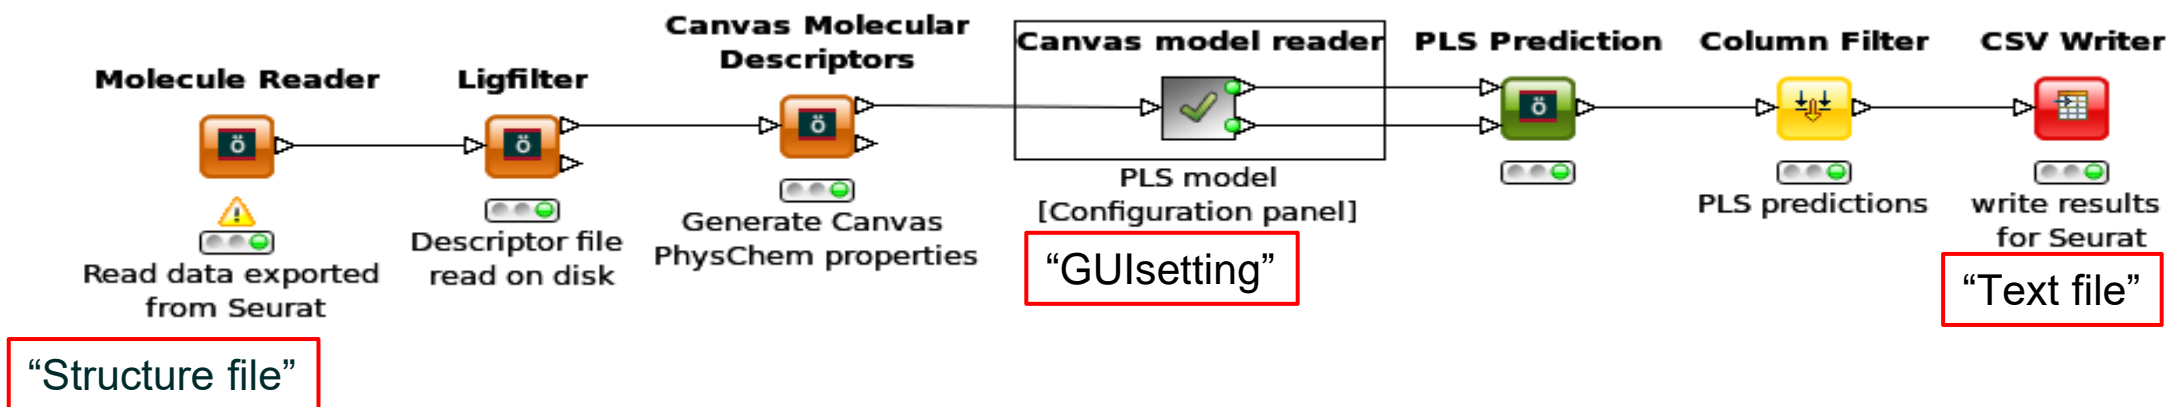 Molecule Reader
Read data exported
from Seurat
“Structure file”
Ligfilter
Descriptor file
read on disk
Canvas Molecular
Descriptors
Generate Canvas
PhysChem properties
Canvas model reader
PLS model
[Configuration panel]
“GUIsetting”
PLS Prediction
Column Filter
PLS predictions
CSV Writer
write results
for Seurat
“Text file”